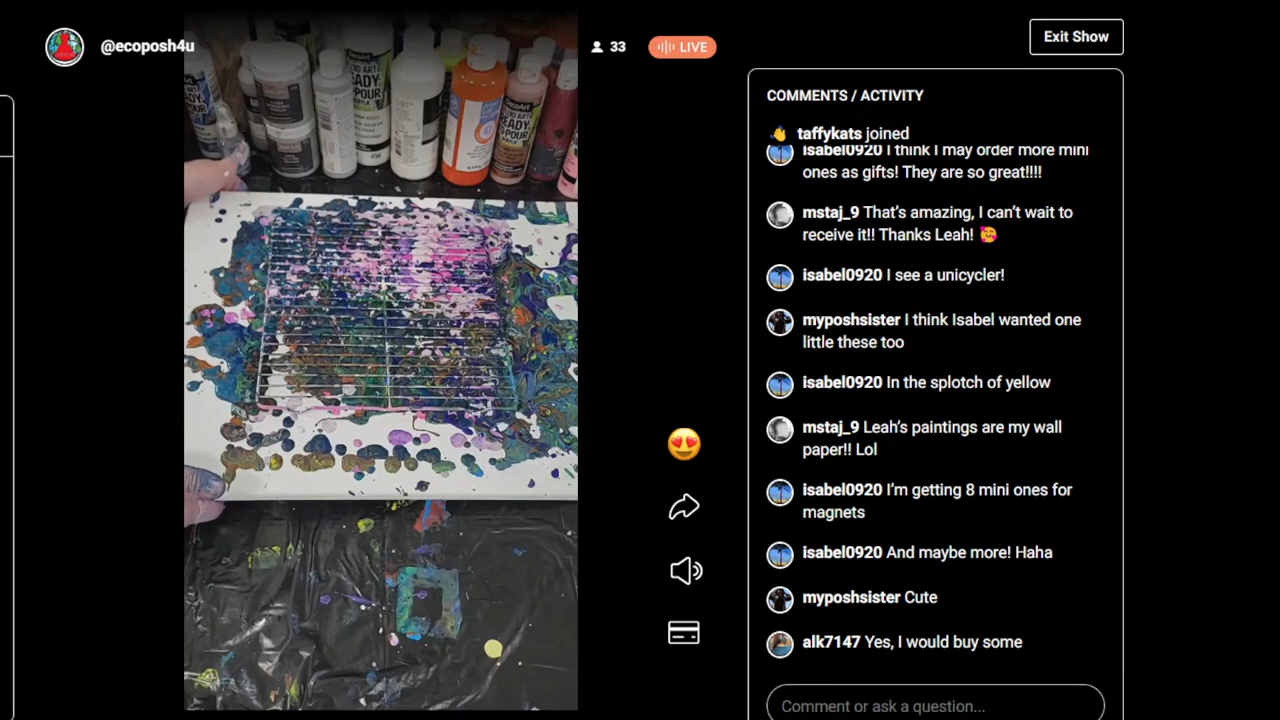 @ecoposh4u
33
LIVE
Exit Show
COMMENTS / ACTIVITY
taffykats joined
isabel0920 I think I may order more mini
ones as gifts! They are so great!!!!
mstaj_9 That's amazing, I can't wait to
receive it!! Thanks Leah! 🥰
isabel0920 I see a unicycler!
myposhsister I think Isabel wanted one
little these too
isabel0920 In the splotch of yellow
mstaj_9 Leah's paintings are my wall
paper!! Lol
isabel0920 I'm getting 8 mini ones for
magnets
isabel0920 And maybe more! Haha
myposhsister Cute
alk7147 Yes, I would buy some
Comment or ask a question...
DecoArt
READY
POUR
DecoArt
READY
POUR